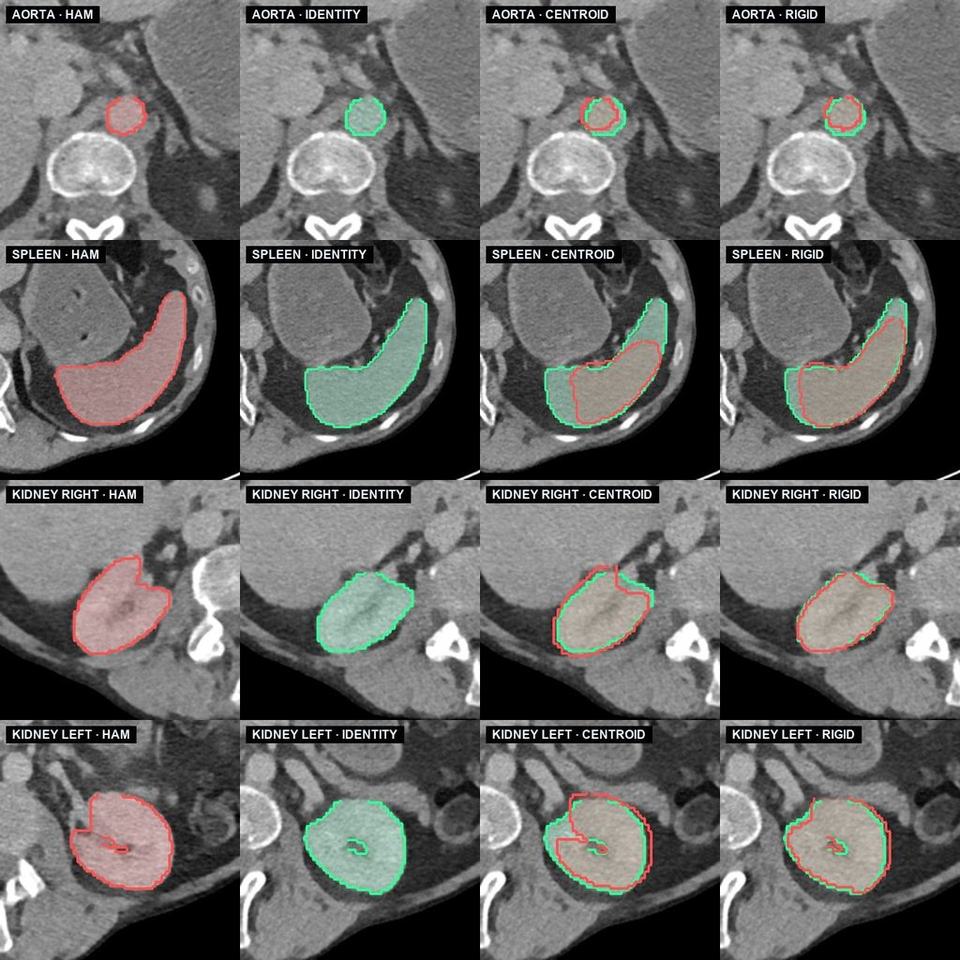 AORTA · HAM
AORTA · IDENTITY
AORTA · CENTROID
AORTA · RIGID
SPLEEN · HAM
SPLEEN · IDENTITY
SPLEEN · CENTROID
SPLEEN · RIGID
KIDNEY RIGHT · HAM
KIDNEY RIGHT · IDENTITY
KIDNEY RIGHT · CENTROID
KIDNEY RIGHT · RIGID
KIDNEY LEFT · HAM
KIDNEY LEFT · IDENTITY
KIDNEY LEFT · CENTROID
KIDNEY LEFT · RIGID